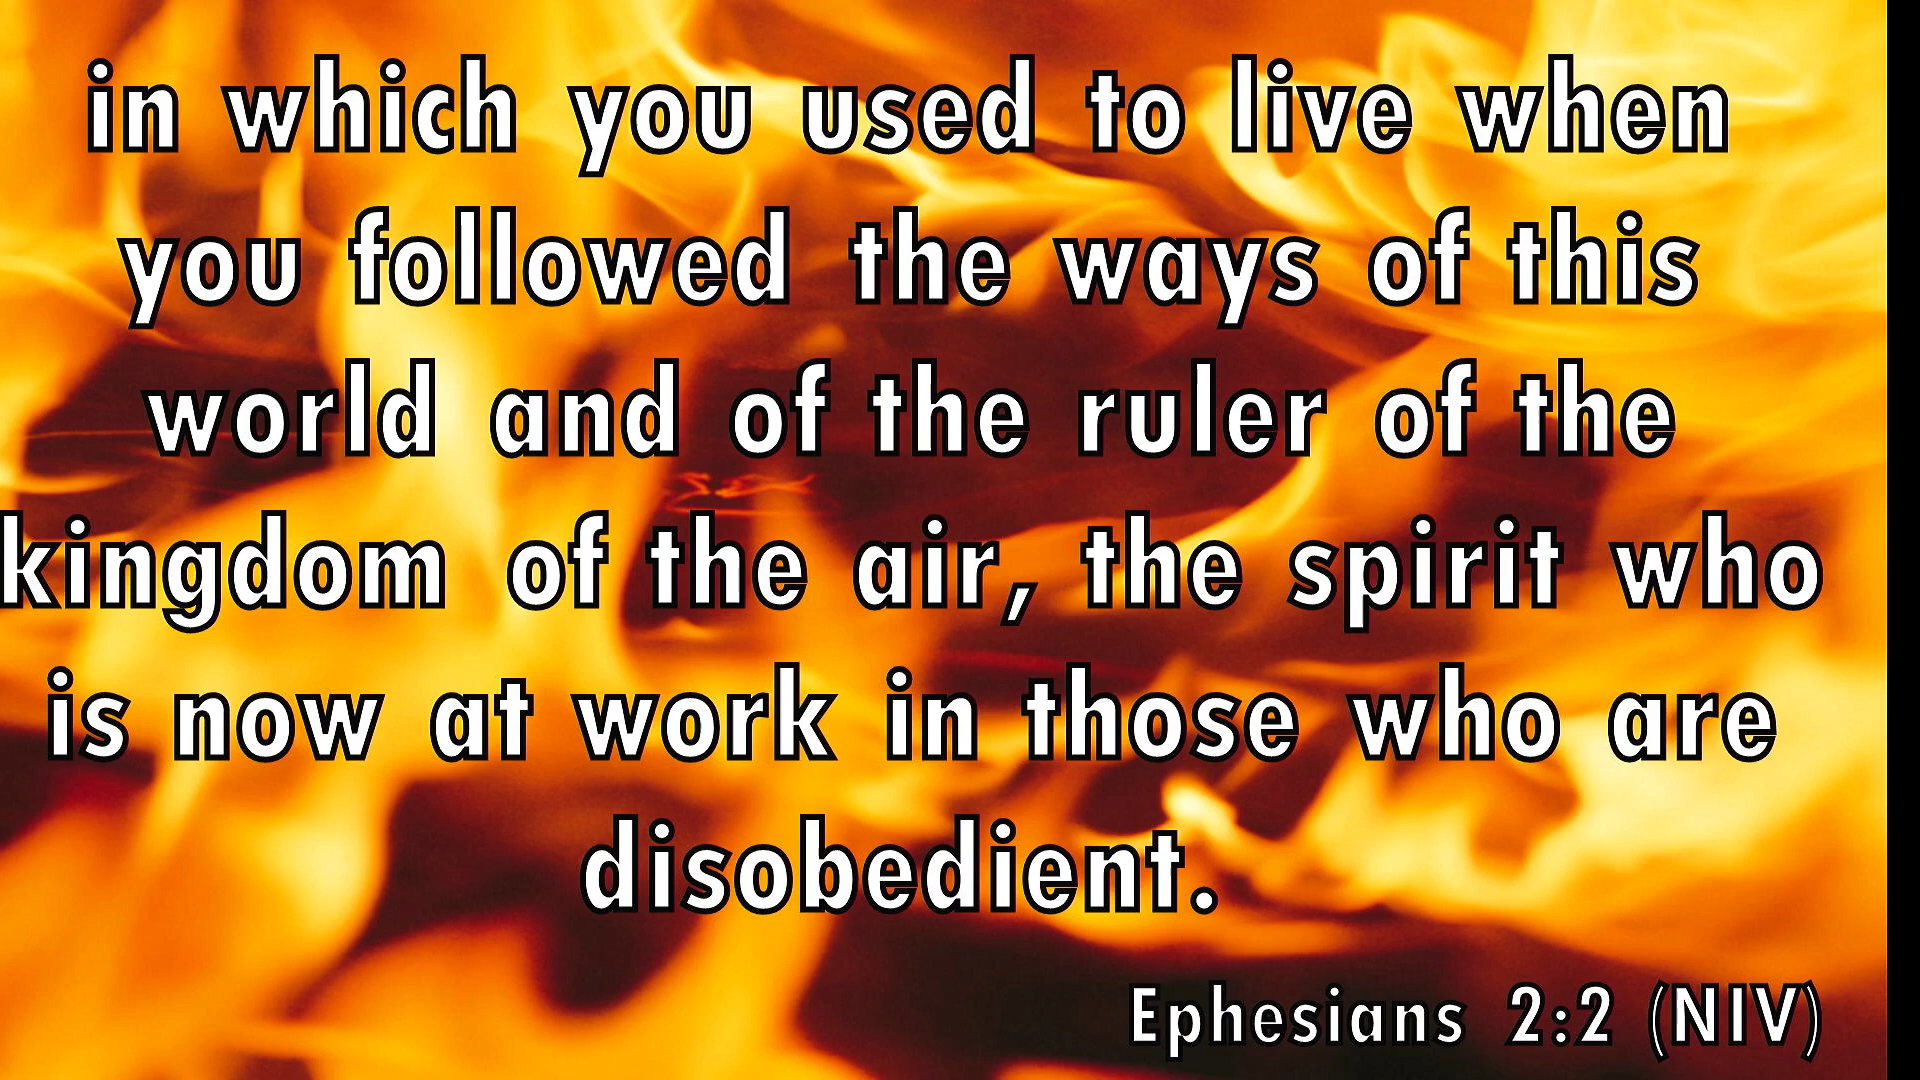 in which you used to live when
you followed the ways of this
world and of the ruler of the
kingdom of the air, the spirit who
is now at work in those who are
disobedient.
Ephesians 2:2 (NIV)